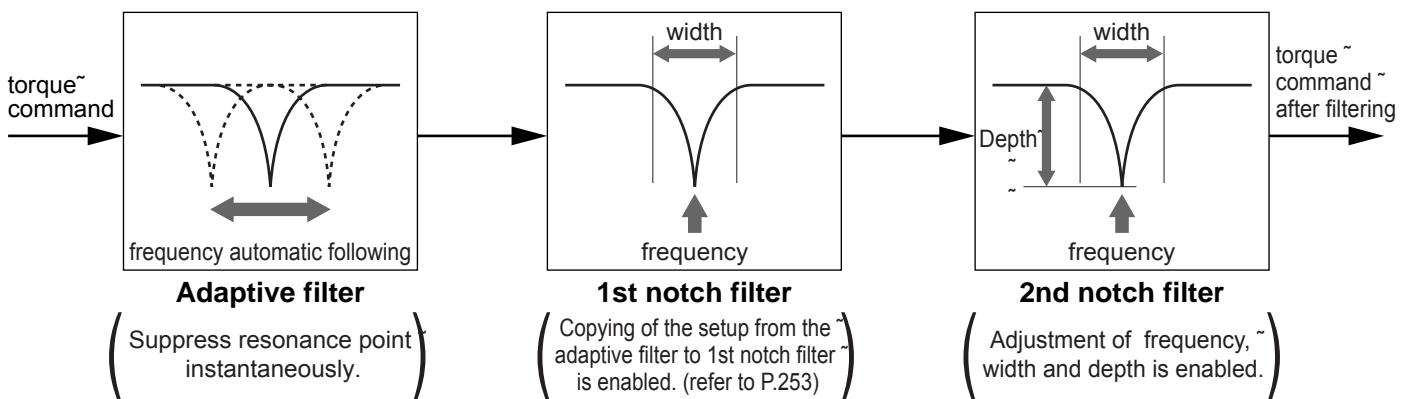 torque˜
command
frequency automatic following
Adaptive filter
( Suppress resonance point ˜
instantaneously. )
width
frequency
1st notch filter
( Copying of the setup from the ˜
adaptive filter to 1st notch filter ˜
is enabled. (refer to P.253) )
width
Depth˜
˜
˜
frequency
2nd notch filter
( Adjustment of frequency, ˜
width and depth is enabled. )
torque ˜
command ˜
after filtering